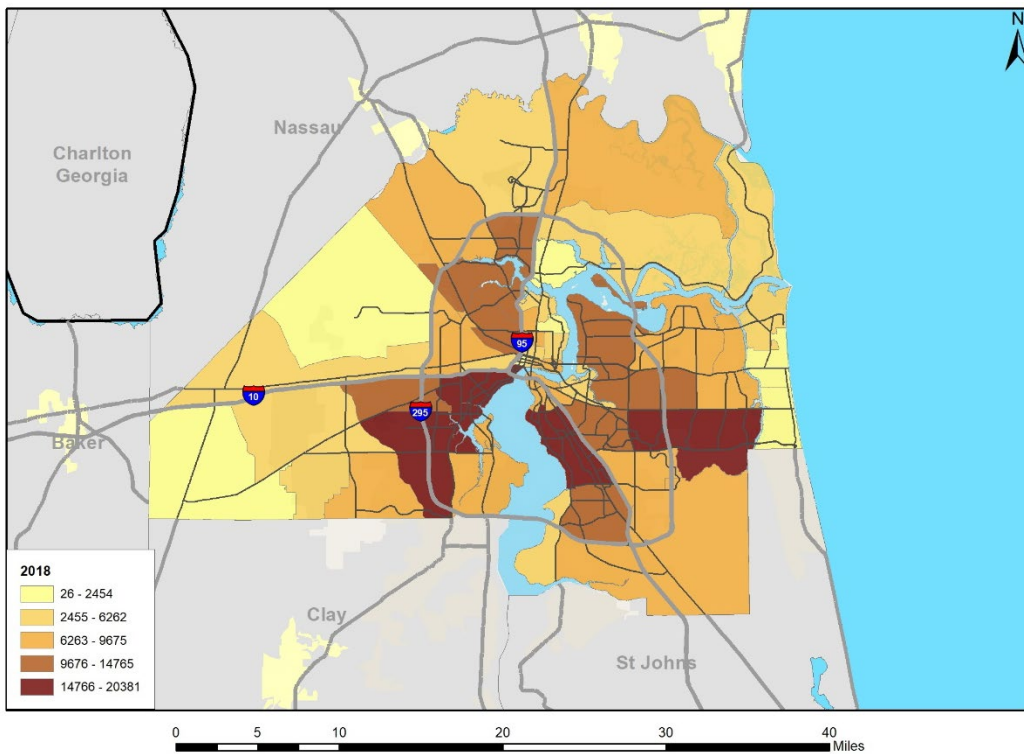 N
Nassau
Charlton
Georgia
95
10
295
Baker
2018
26 - 2454
2455 - 6262
6263 - 9675
9676 - 14765
14766 - 20381
Clay
St Johns
0 5 10 20 30 40
Miles